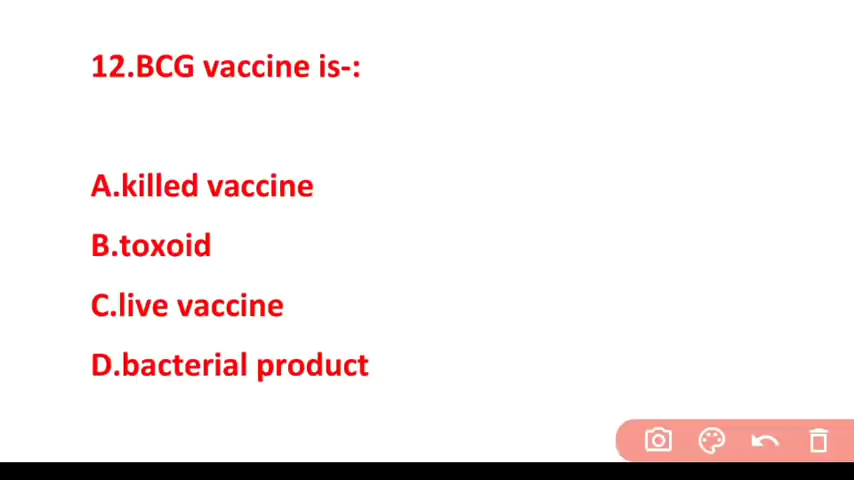 12.BCG vaccine is-:
A.killed vaccine
B.toxoid
C.live vaccine
D.bacterial product